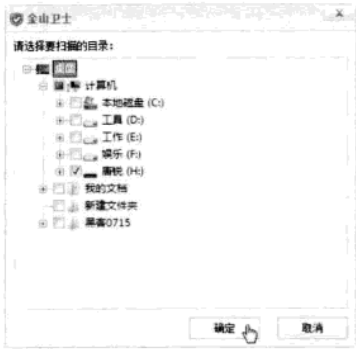 金山卫士
请选择要扫描的目录：
桌面
计算机
本地磁盘 (C:)
工具 (D:)
工作 (E:)
娱乐 (F:)
唐锐 (H:)
我的文档
新建文件夹
黑客0715
确定
取消